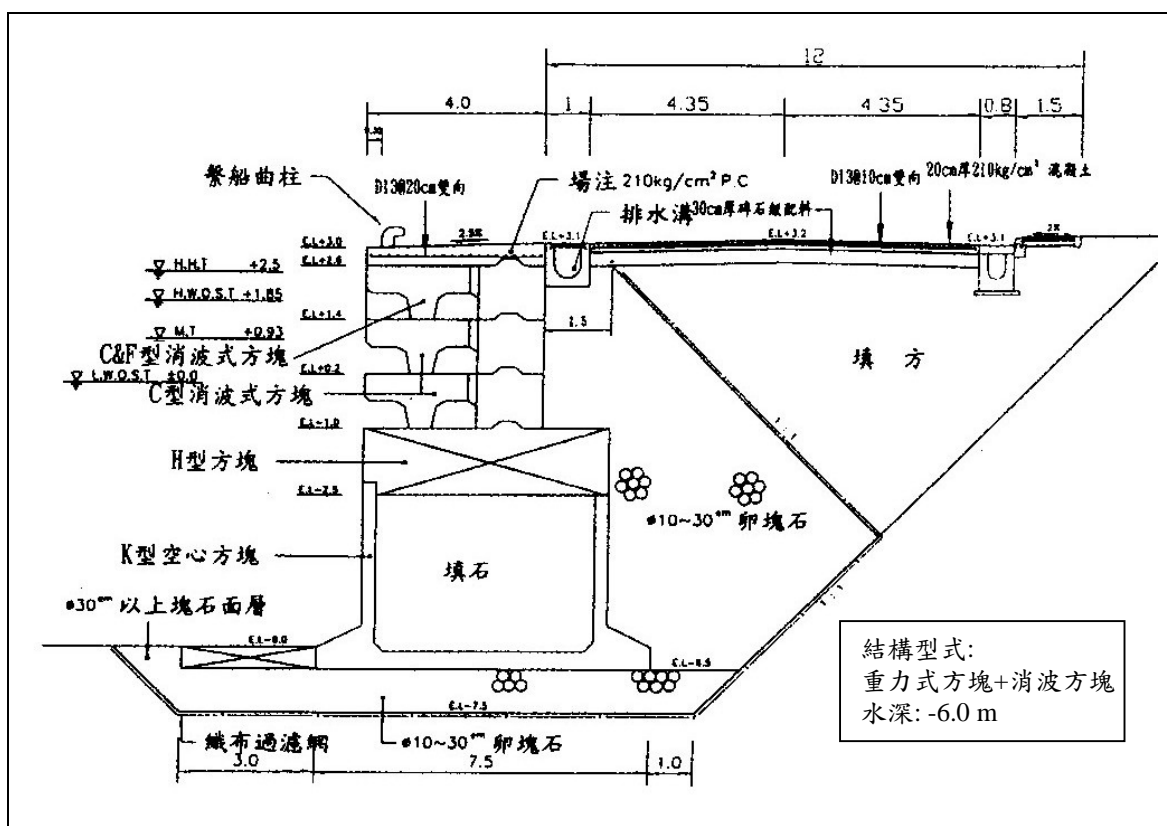 12
4.0
1
4.35
4.35
0.8
1.5
繫船曲柱
D13@20cm雙向
場注 210kg/cm² P.C
排水溝
30cm厚碎石級配料
D13@10cm雙向
20cm厚210kg/cm² 混凝土
E.L+3.0
E.L+3.1
E.L+3.2
E.L+3.1
2%
E.L+2.6
H.H.T +2.5
H.W.O.S.T +1.85
E.L+1.4
M.T +0.93
C&F型消波式方塊
1.5
填 方
E.L+0.2
L.W.O.S.T ±0.0
C型消波式方塊
E.L-1.0
1:1
H型方塊
E.L-2.5
ø10~30cm 卵塊石
K型空心方塊
填石
ø30cm 以上塊石面層
1:1
E.L-6.0
結構型式:
重力式方塊+消波方塊
水深: -6.0 m
E.L-7.5
織布過濾網
ø10~30cm 卵塊石
3.0
7.5
1.0